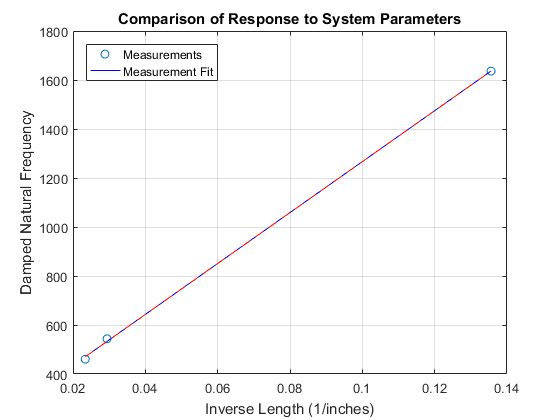 Comparison of Response to System Parameters
1800
1600
1400
1200
1000
800
600
400
Damped Natural Frequency
Measurements
Measurement Fit
0.02 0.04 0.06 0.08 0.1 0.12 0.14
Inverse Length (1/inches)